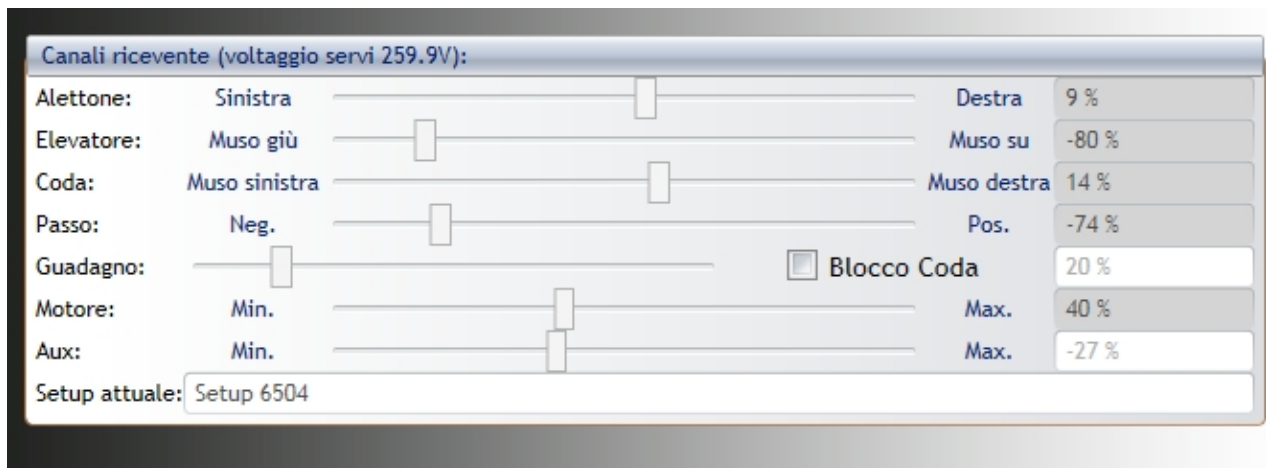 Canali ricevente (voltaggio servi 259.9V):
Alettone: Sinistra Destra 9 %
Elevatore: Muso giù Muso su -80 %
Coda: Muso sinistra Muso destra 14 %
Passo: Neg. Pos. -74 %
Guadagno: Blocco Coda 20 %
Motore: Min. Max. 40 %
Aux: Min. Max. -27 %
Setup attuale: Setup 6504